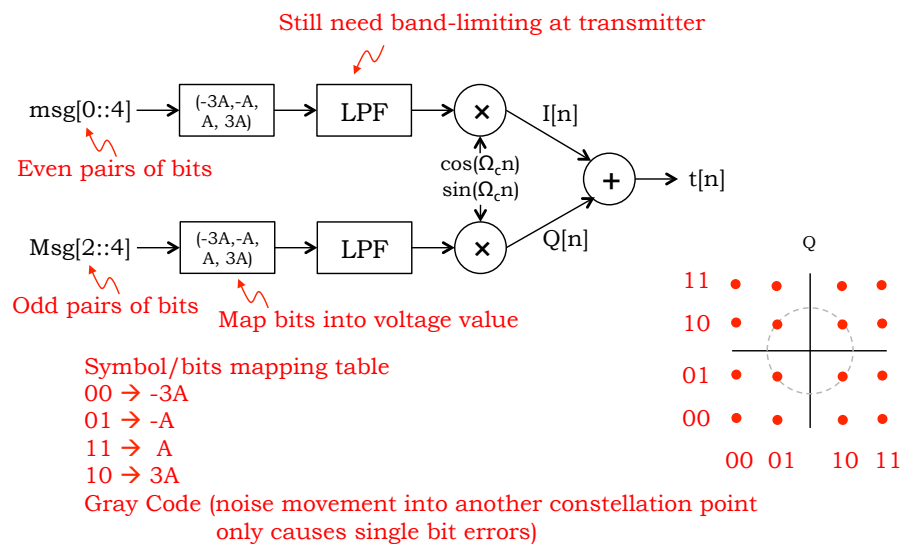 Still need band-limiting at transmitter
msg[0::4]
(-3A,-A,
A, 3A)
LPF
×
I[n]
Even pairs of bits
cos(Ωcn)
sin(Ωcn)
+
t[n]
Msg[2::4]
(-3A,-A,
A, 3A)
LPF
×
Q[n]
Odd pairs of bits
Map bits into voltage value
Q
11
10
01
00
00 01 10 11
Symbol/bits mapping table
00 → -3A
01 → -A
11 → A
10 → 3A
Gray Code (noise movement into another constellation point
only causes single bit errors)